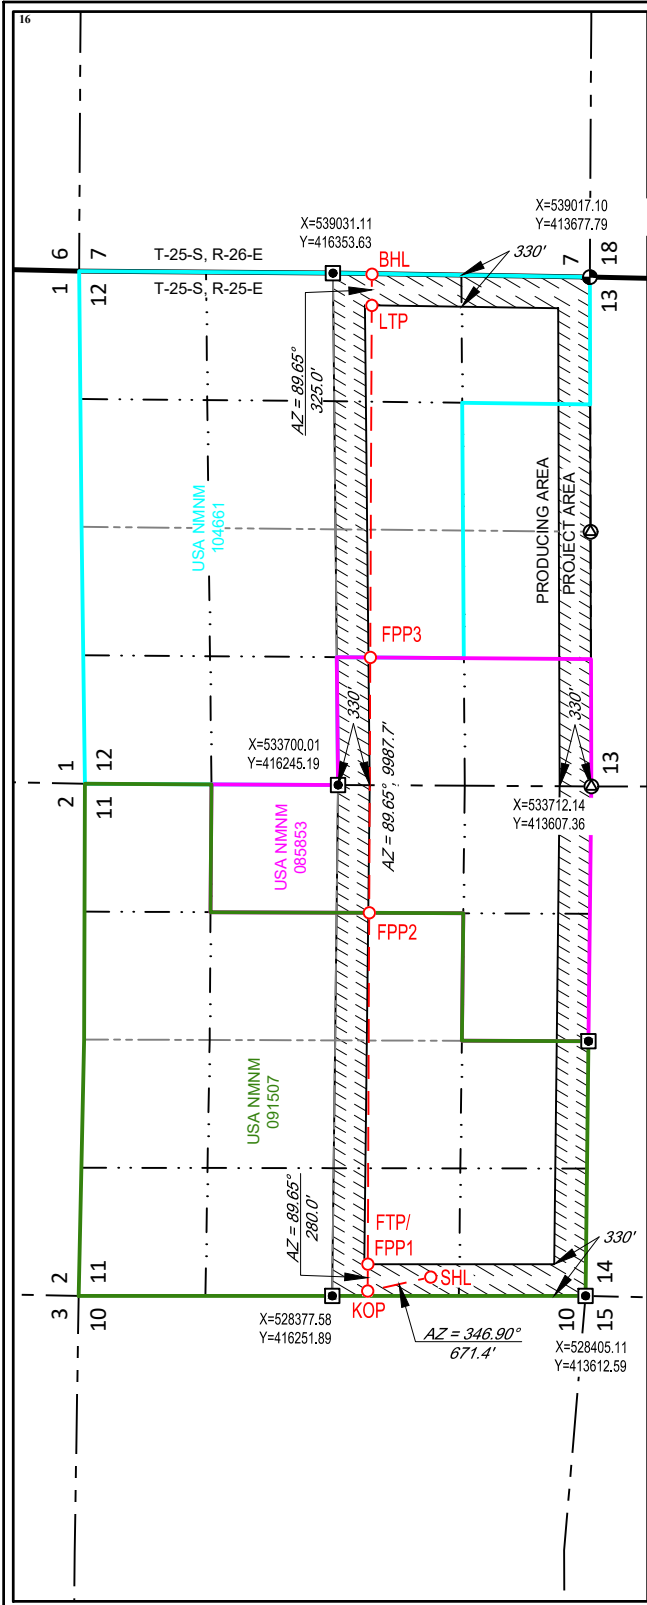 16
X=539017.10
Y=413677.79
X=539031.11
Y=416353.63
6
7
T-25-S, R-26-E
BHL
330'
7
18
1
12
T-25-S, R-25-E
13
LTP
AZ = 89.65°
325.0'
USA NMNM
104661
PRODUCING AREA
PROJECT AREA
FPP3
330'
330'
X=533700.01
Y=416245.19
1
12
2
11
AZ = 89.65° 9987.7'
13
X=533712.14
Y=413607.36
USA NMNM
085853
FPP2
USA NMNM
091507
AZ = 89.65°
280.0'
FTP/
FPP1
330'
SHL
2
11
3
10
KOP
14
10
15
X=528377.58
Y=416251.89
AZ = 346.90°
671.4'
X=528405.11
Y=413612.59